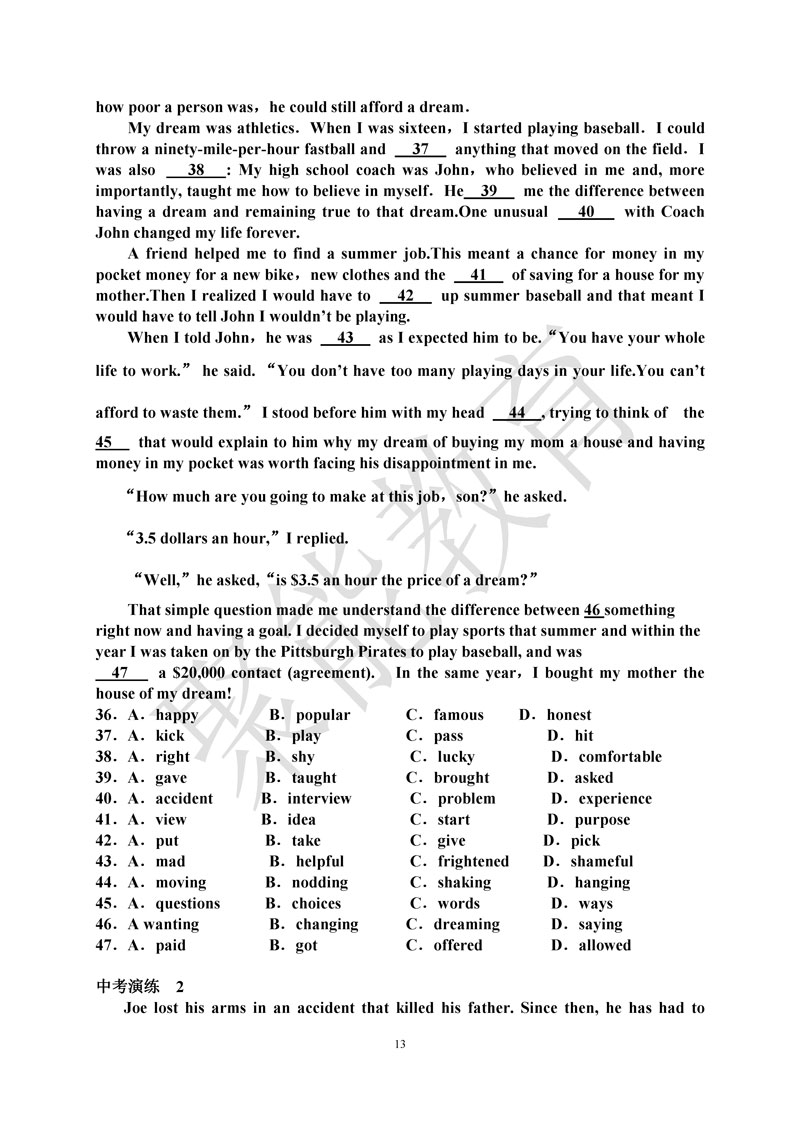 how poor a person was，he could still afford a dream．
My dream was athletics．When I was sixteen，I started playing baseball．I could
throw a ninety-mile-per-hour fastball and 37 anything that moved on the field．I
was also 38 : My high school coach was John，who believed in me and, more
importantly, taught me how to believe in myself．He 39 me the difference between
having a dream and remaining true to that dream.One unusual 40 with Coach
John changed my life forever.
A friend helped me to find a summer job.This meant a chance for money in my
pocket money for a new bike，new clothes and the 41 of saving for a house for my
mother.Then I realized I would have to 42 up summer baseball and that meant I
would have to tell John I wouldn’t be playing.
When I told John，he was 43 as I expected him to be.“You have your whole
life to work.” he said. “You don’t have too many playing days in your life.You can’t
afford to waste them.” I stood before him with my head 44 , trying to think of the
45 that would explain to him why my dream of buying my mom a house and having
money in my pocket was worth facing his disappointment in me.
“How much are you going to make at this job，son?”he asked.
“3.5 dollars an hour,”I replied.
“Well,”he asked,“is $3.5 an hour the price of a dream?”
That simple question made me understand the difference between 46 something
right now and having a goal. I decided myself to play sports that summer and within the
year I was taken on by the Pittsburgh Pirates to play baseball, and was
47 a $20,000 contact (agreement). In the same year，I bought my mother the
house of my dream!
36．A．happy B．popular C．famous D．honest
37．A．kick B．play C．pass D．hit
38．A．right B．shy C．lucky D．comfortable
39．A．gave B．taught C．brought D．asked
40．A．accident B．interview C．problem D．experience
41．A．view B．idea C．start D．purpose
42．A．put B．take C．give D．pick
43．A．mad B．helpful C．frightened D．shameful
44．A．moving B．nodding C．shaking D．hanging
45．A．questions B．choices C．words D．ways
46．A wanting B．changing C．dreaming D．saying
47．A．paid B．got C．offered D．allowed
中考演练 2
Joe lost his arms in an accident that killed his father. Since then, he has had to
13